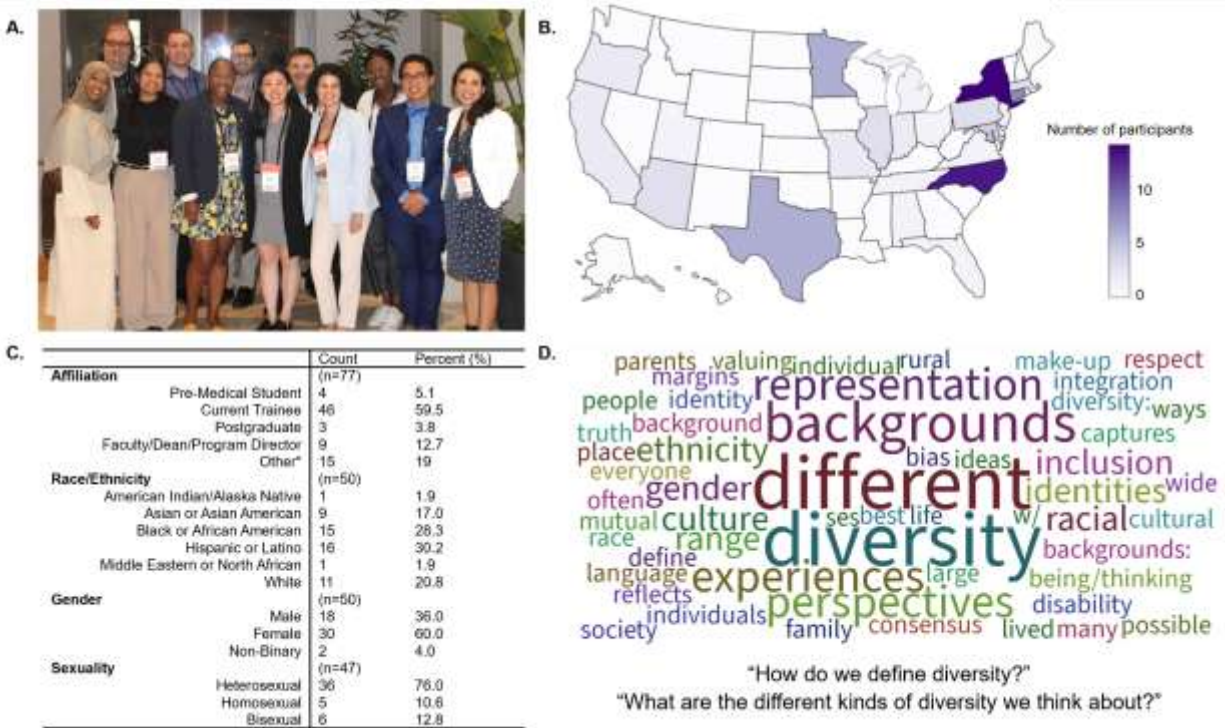 A.
B.
Number of participants
10
5
0
C.
Count Percent (%)
Affiliation (n=77)
Pre-Medical Student 4 5.1
Current Trainee 46 59.5
Postgraduate 3 3.8
Faculty/Dean/Program Director 9 12.7
Other* 15 19
Race/Ethnicity (n=50)
American Indian/Alaska Native 1 1.9
Asian or Asian American 9 17.0
Black or African American 15 28.3
Hispanic or Latino 16 30.2
Middle Eastern or North African 1 1.9
White 11 20.8
Gender (n=50)
Male 18 36.0
Female 30 60.0
Non-Binary 2 4.0
Sexuality (n=47)
Heterosexual 36 76.0
Homosexual 5 10.6
Bisexual 6 12.8
D.
parents valuing individual rural make-up respect
margins representation integration
people identity diversity: ways
background backgrounds captures
truth
place ethnicity bias ideas inclusion
everyone different wide
often gender identities
mutual culture ses best life w/ racial cultural
race range diversity backgrounds:
define
language experiences large being/thinking
reflects perspectives disability
individuals
society family consensus lived many possible
"How do we define diversity?"
"What are the different kinds of diversity we think about?"